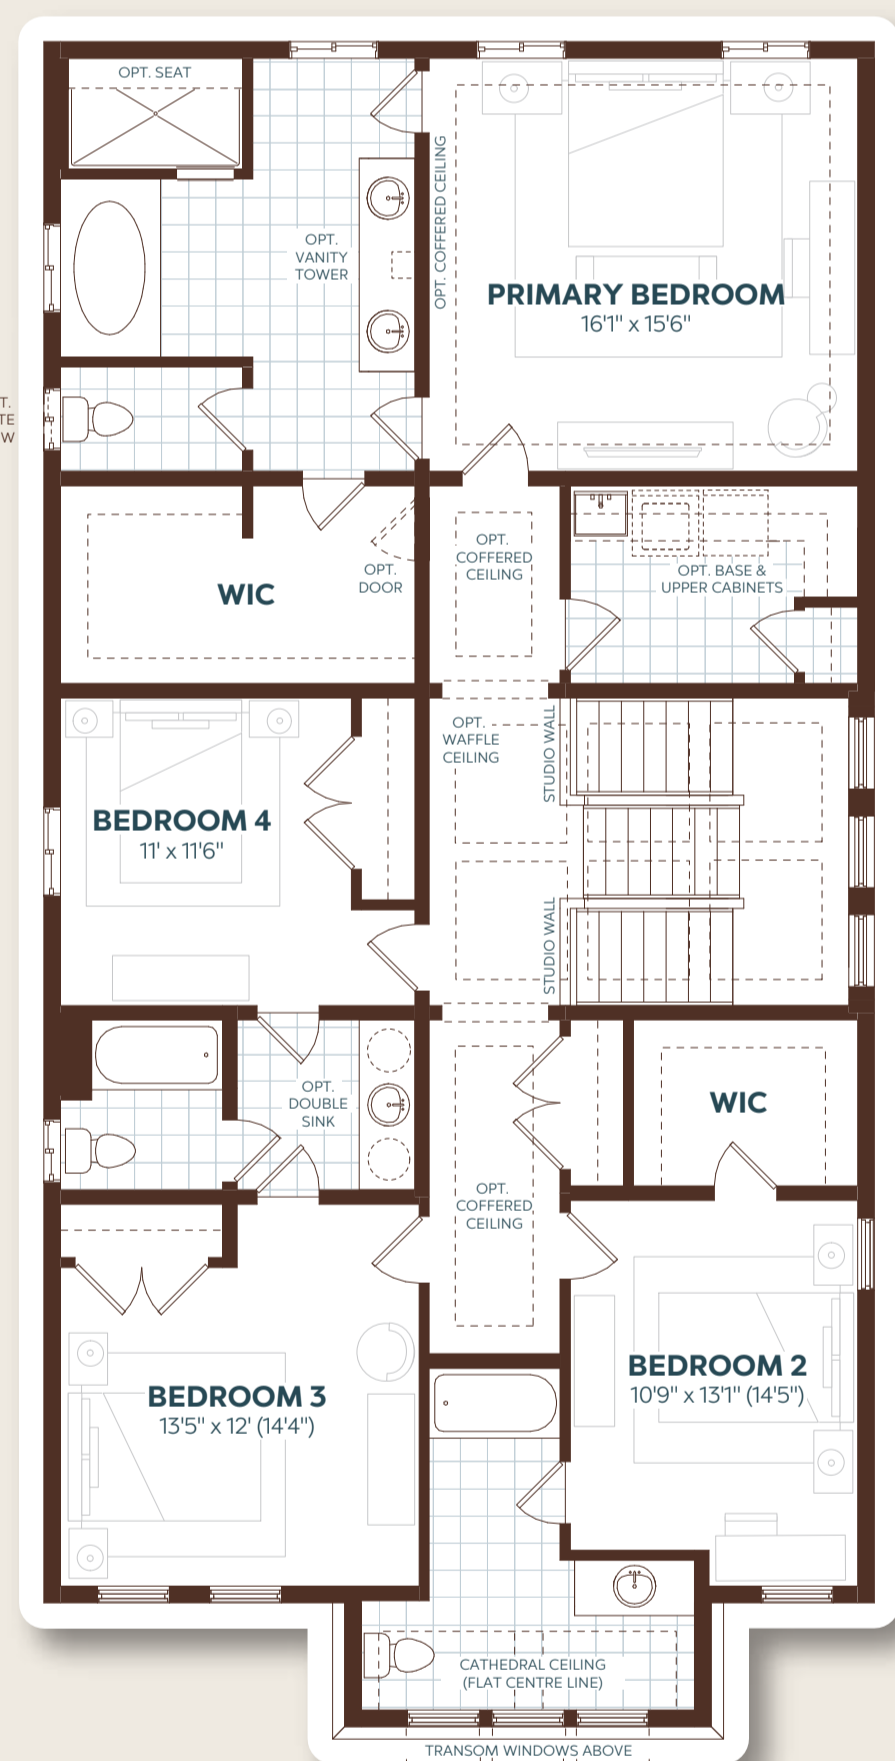 OPT. SEAT
OPT. COFFERED CEILING
OPT.
VANITY
TOWER
PRIMARY BEDROOM
16'1" x 15'6"
T.
TE
W
OPT.
COFFERED
CEILING
OPT.
DOOR
WIC
OPT. BASE &
UPPER CABINETS
OPT.
WAFFLE
CEILING
STUDIO WALL
BEDROOM 4
11' x 11'6"
STUDIO WALL
OPT.
DOUBLE
SINK
WIC
OPT.
COFFERED
CEILING
BEDROOM 3
13'5" x 12' (14'4")
BEDROOM 2
10'9" x 13'1" (14'5")
CATHEDRAL CEILING
(FLAT CENTRE LINE)
TRANSOM WINDOWS ABOVE